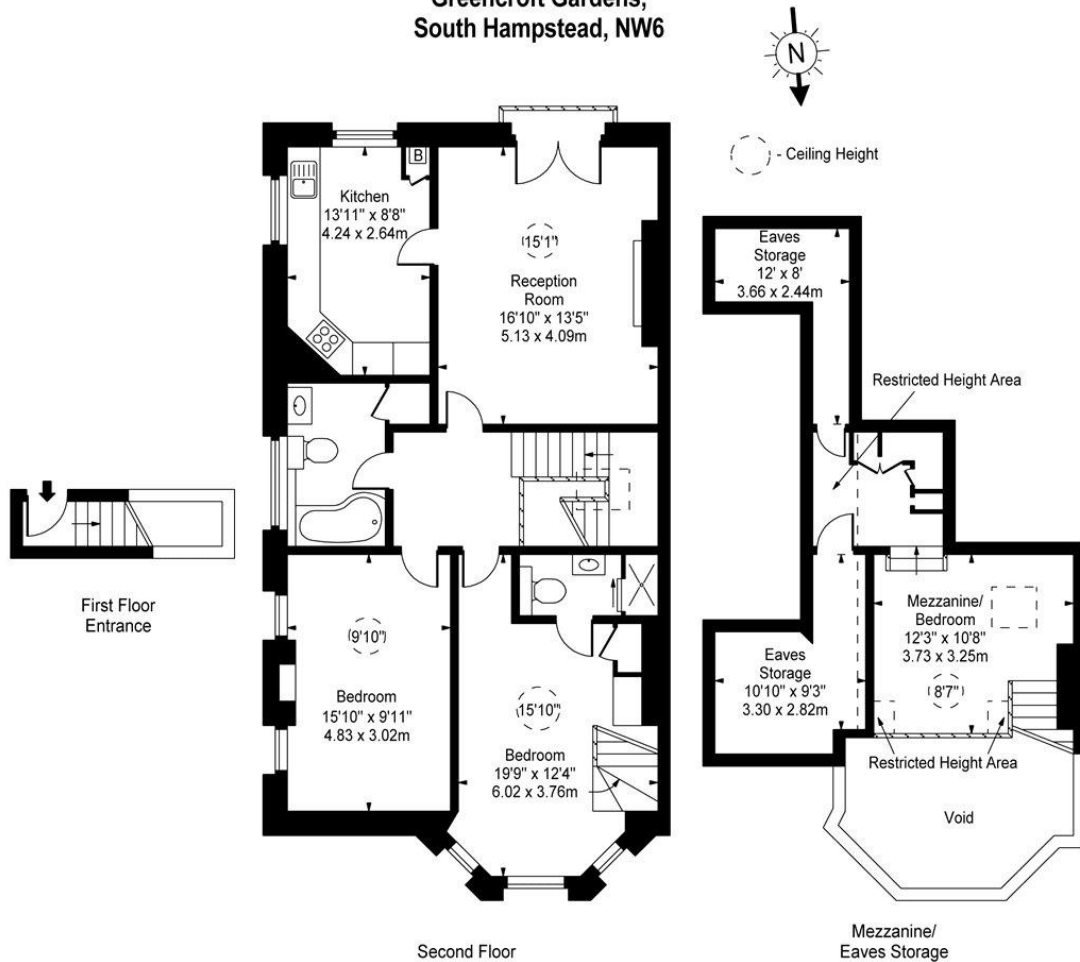 Greencroft Gardens,
South Hampstead, NW6
N
- Ceiling Height
B
Kitchen
13'11" x 8'8"
4.24 x 2.64m
15'1"
Reception
Room
16'10" x 13'5"
5.13 x 4.09m
Eaves
Storage
12' x 8'
3.66 x 2.44m
Restricted Height Area
First Floor
Entrance
9'10"
Bedroom
15'10" x 9'11"
4.83 x 3.02m
15'10"
Bedroom
19'9" x 12'4"
6.02 x 3.76m
Mezzanine/
Bedroom
12'3" x 10'8"
3.73 x 3.25m
8'7"
Eaves
Storage
10'10" x 9'3"
3.30 x 2.82m
Restricted Height Area
Void
Second Floor
Mezzanine/
Eaves Storage